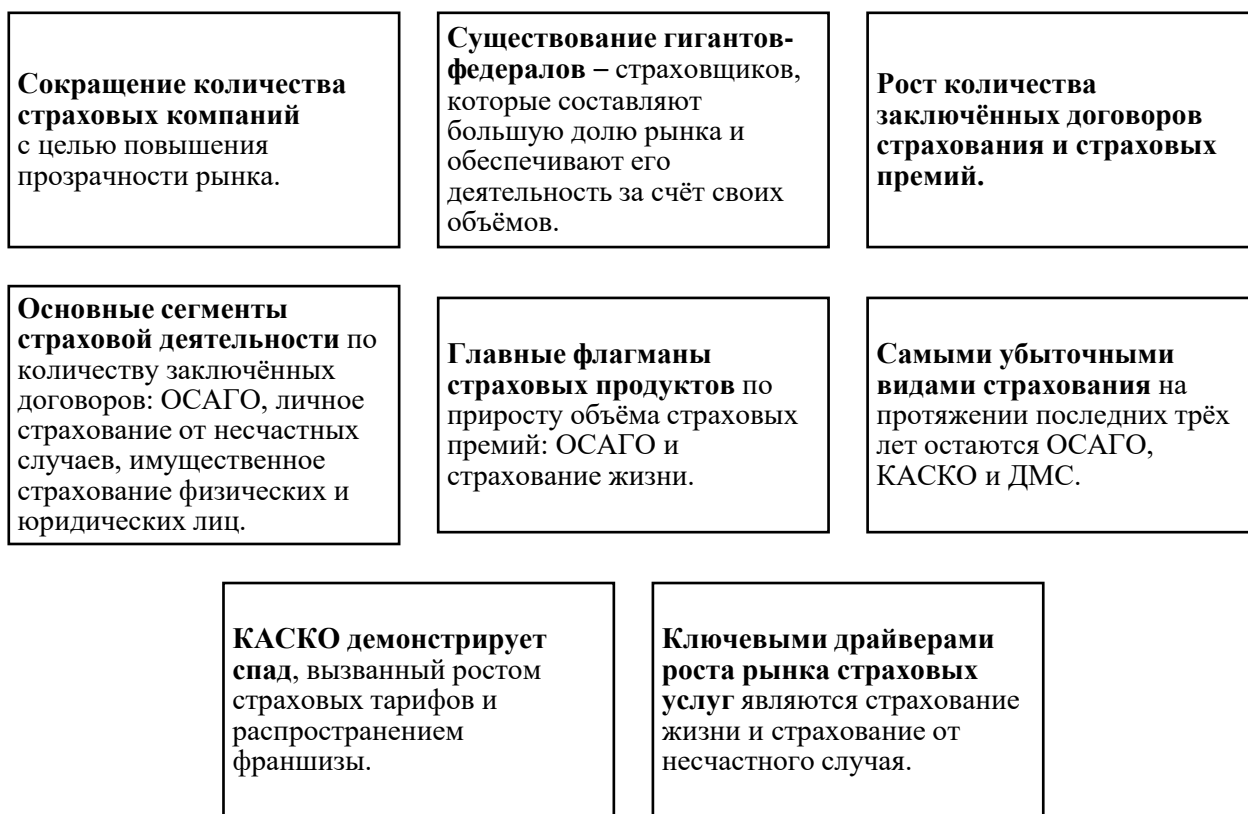 Сокращение количества
страховых компаний
с целью повышения
прозрачности рынка.
Существование гигантов-
федералов – страховщиков,
которые составляют
большую долю рынка и
обеспечивают его
деятельность за счёт своих
объёмов.
Рост количества
заключённых договоров
страхования и страховых
премий.
Основные сегменты
страховой деятельности по
количеству заключённых
договоров: ОСАГО, личное
страхование от несчастных
случаев, имущественное
страхование физических и
юридических лиц.
Главные флагманы
страховых продуктов по
приросту объёма страховых
премий: ОСАГО и
страхование жизни.
Самыми убыточными
видами страхования на
протяжении последних трёх
лет остаются ОСАГО,
КАСКО и ДМС.
КАСКО демонстрирует
спад, вызванный ростом
страховых тарифов и
распространением
франшизы.
Ключевыми драйверами
роста рынка страховых
услуг являются страхование
жизни и страхование от
несчастного случая.